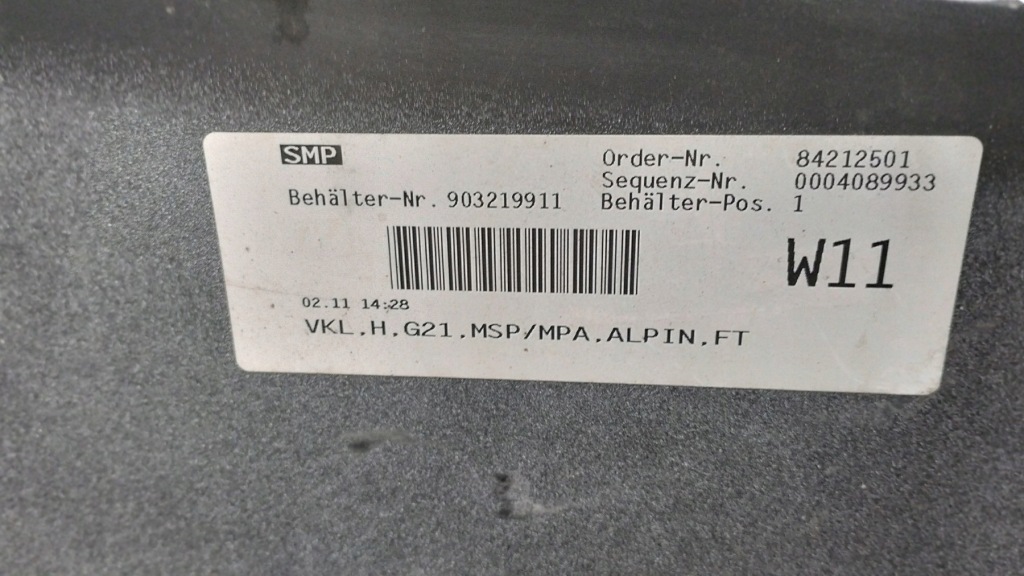 SMP
Order-Nr. 84212501
Sequenz-Nr. 0004089933
Behälter-Nr. 903219911 Behälter-Pos. 1
W11
02.11 14:28
VKL.H.G21.MSP/MPA.ALPIN.FT